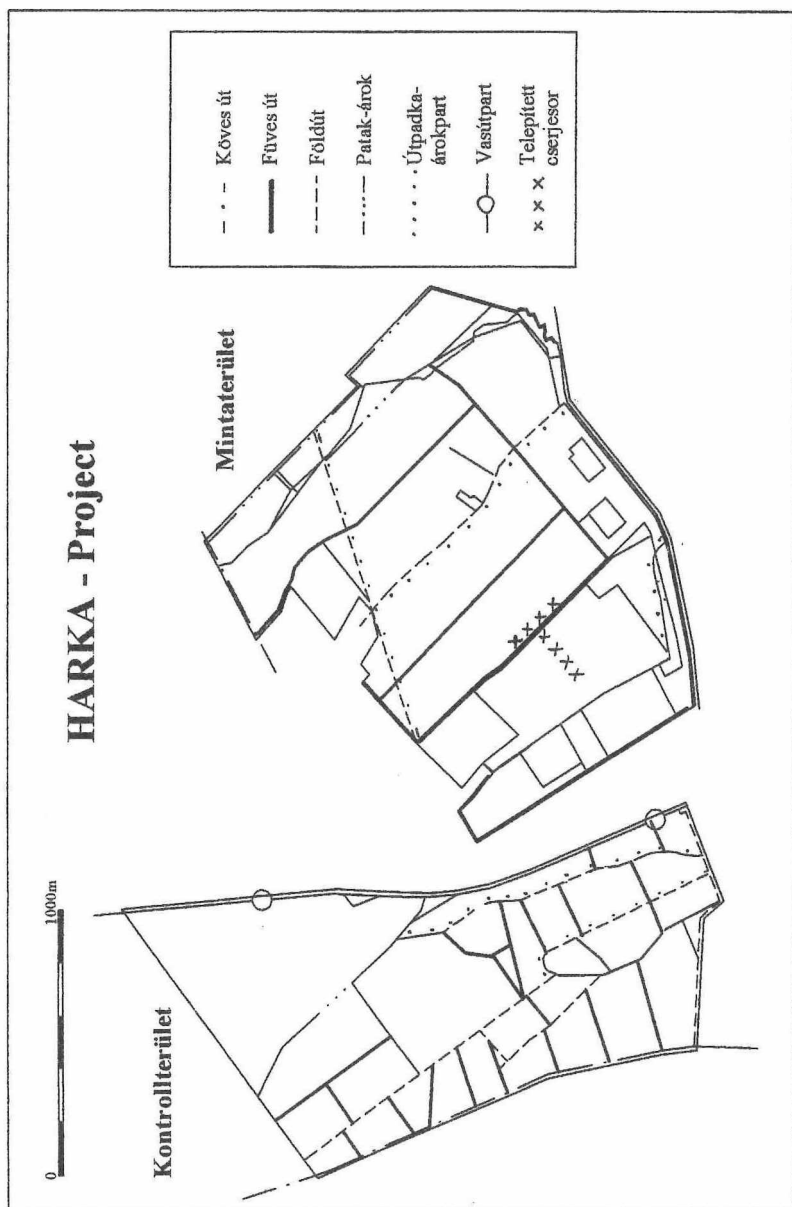 HARKA - Project
Kontrollterület
Mintaterület
0
1000m
Köves út
Füves út
Földút
Patak-árok
Útpadka-
árokpart
Vasútpart
Telepített
cserjesor